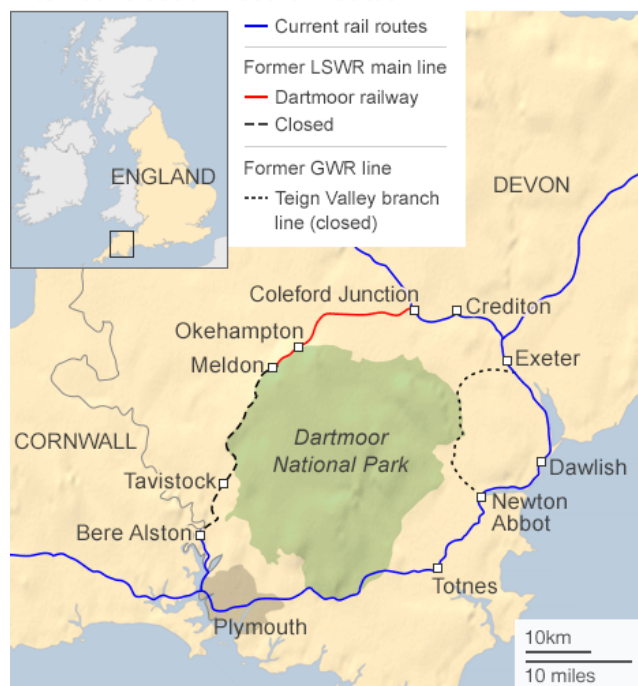 Current rail routes
Former LSWR main line
Dartmoor railway
Closed
Former GWR line
Teign Valley branch
line (closed)
ENGLAND
DEVON
Coleford Junction
Crediton
Okehampton
Exeter
Meldon
Dartmoor
National Park
CORNWALL
Dawlish
Tavistock
Newton
Abbot
Bere Alston
Totnes
Plymouth
10km
10 miles